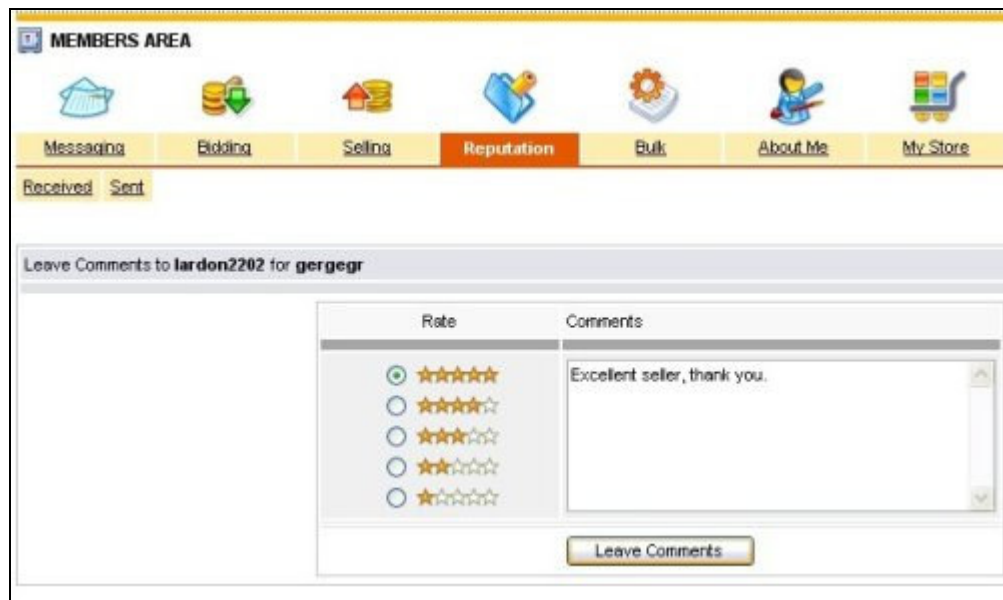 MEMBERS AREA
Messaging Bidding Selling Reputation Bulk About Me My Store
Received Sent
Leave Comments to lardon2202 for gergegr
Rate Comments
Excellent seller, thank you.
Leave Comments